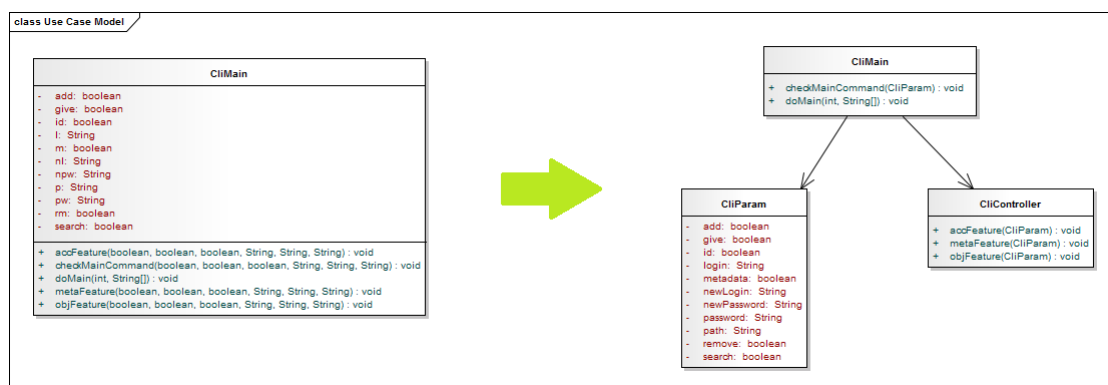 class Use Case Model
CliMain
- add: boolean
- give: boolean
- id: boolean
- l: String
- m: boolean
- nl: String
- npw: String
- p: String
- pw: String
- rm: boolean
- search: boolean
+ accFeature(boolean, boolean, boolean, String, String, String) : void
+ checkMainCommand(boolean, boolean, boolean, String, String, String) : void
+ doMain(int, String[]) : void
+ metaFeature(boolean, boolean, boolean, String, String, String) : void
+ objFeature(boolean, boolean, boolean, String, String, String) : void
CliMain
+ checkMainCommand(CliParam) : void
+ doMain(int, String[]) : void
CliParam
- add: boolean
- give: boolean
- id: boolean
- login: String
- metadata: boolean
- newLogin: String
- newPassword: String
- password: String
- path: String
- remove: boolean
- search: boolean
CliController
+ accFeature(CliParam) : void
+ metaFeature(CliParam) : void
+ objFeature(CliParam) : void